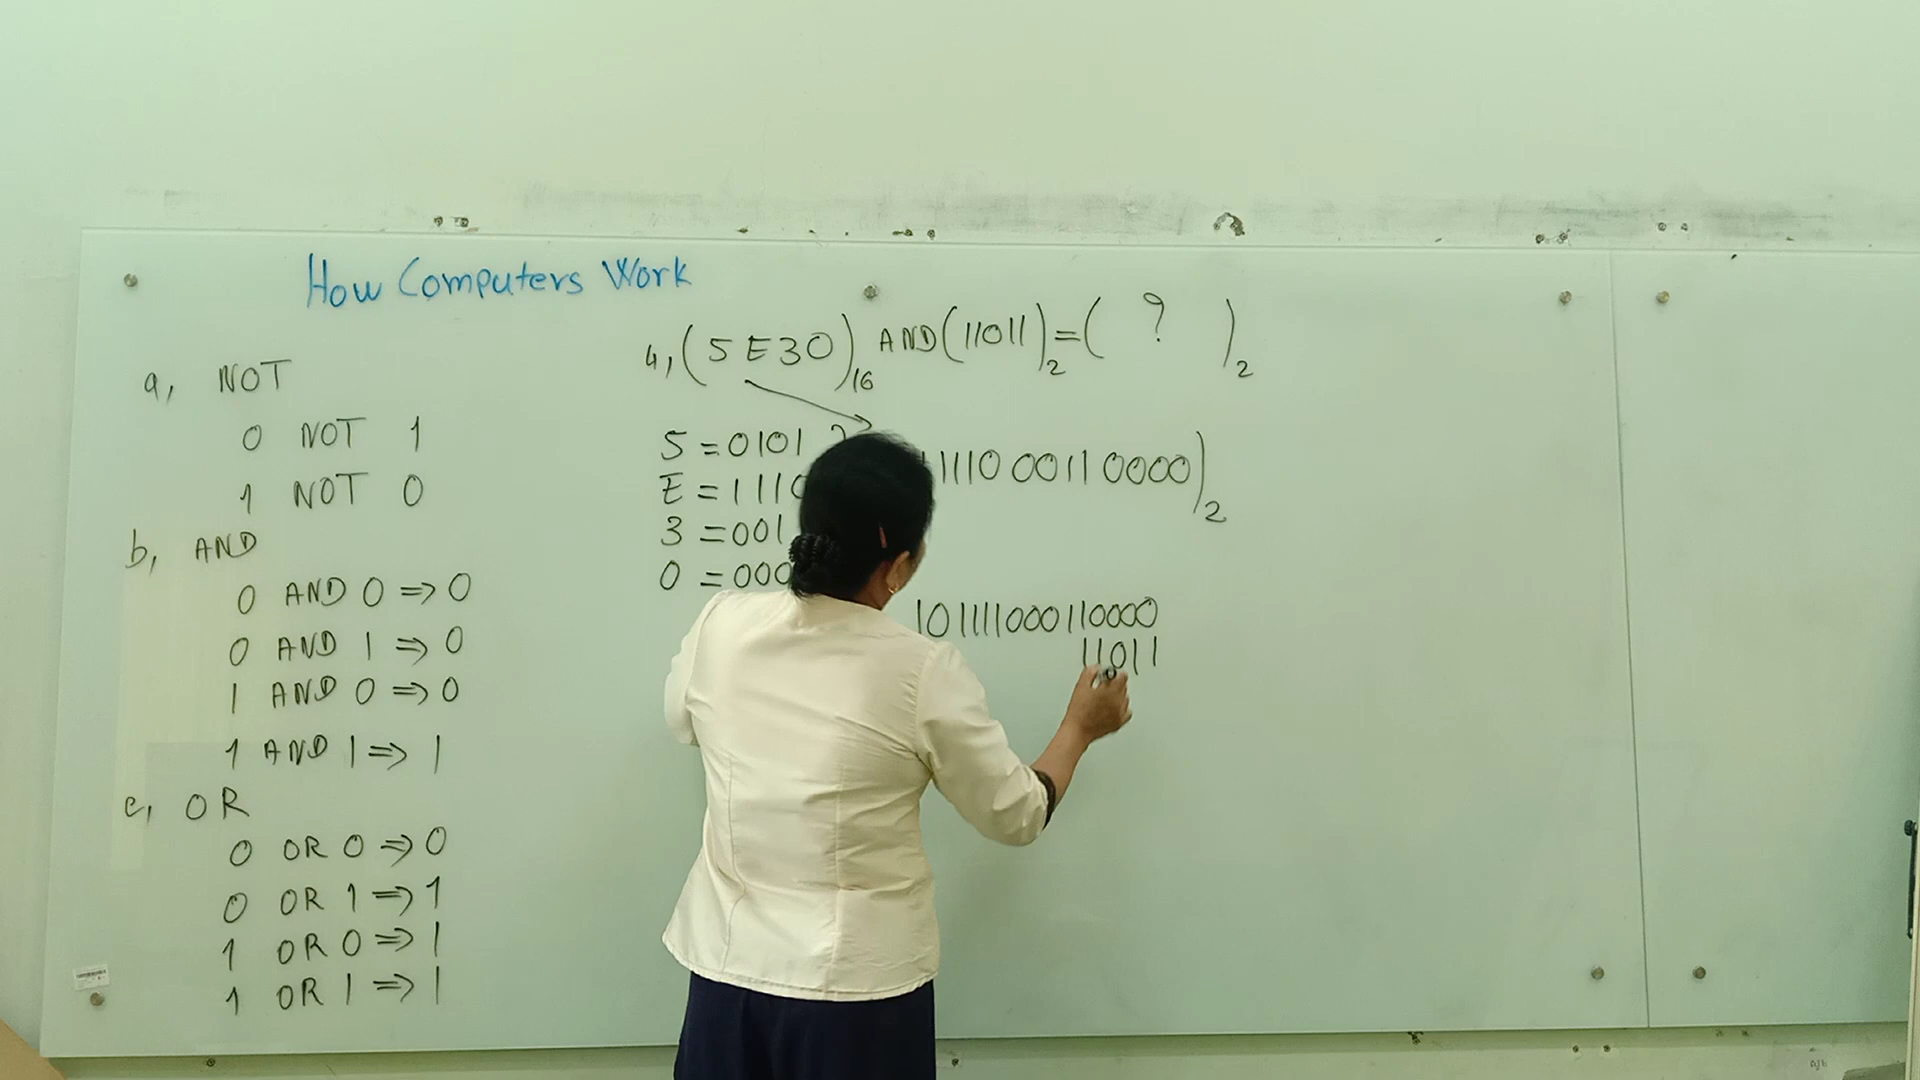 How Computers Work
a, NOT
0 NOT 1
1 NOT 0
b, AND
0 AND 0 => 0
0 AND 1 => 0
1 AND 0 => 0
1 AND 1 => 1
c, OR
0 OR 0 => 0
0 OR 1 => 1
1 OR 0 => 1
1 OR 1 => 1
4, (5E30)16 AND (11011)2 = ( ? )2
5 = 0101
E = 1110
3 = 001
0 = 000
11110 00110000)2
101111000110000
11011